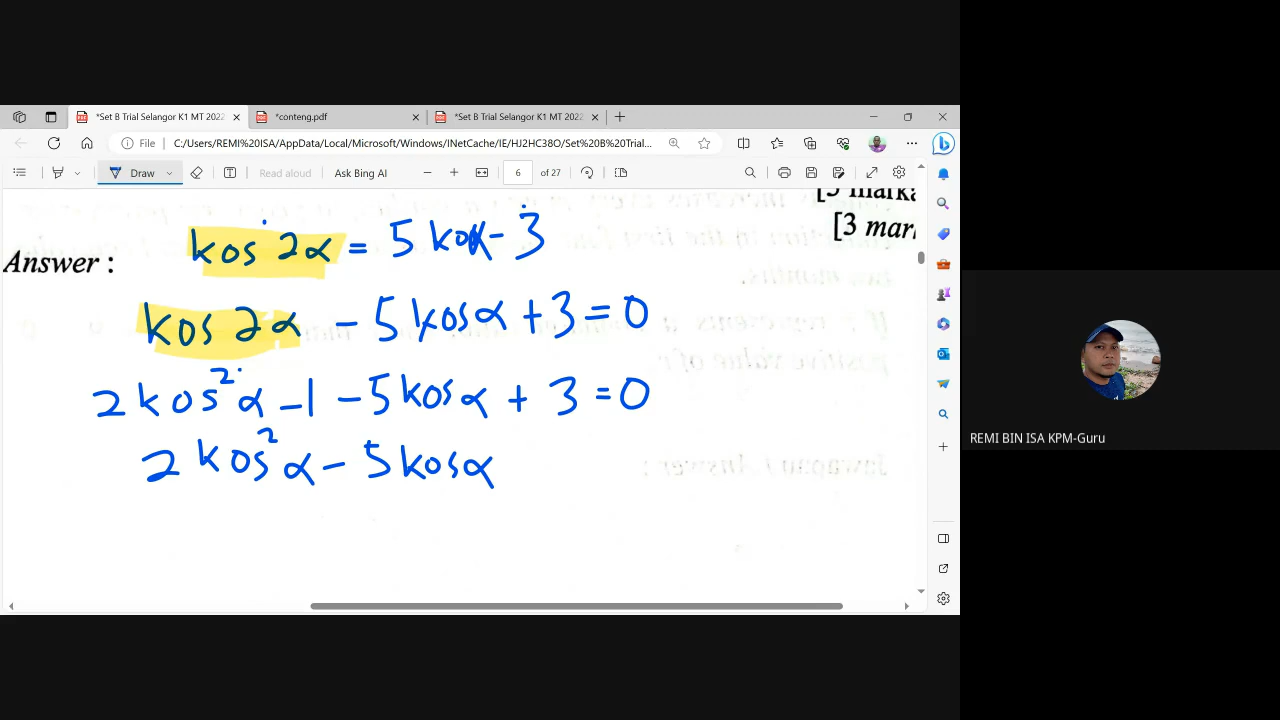 *Set B Trial Selangor K1 MT 2022
*conteng.pdf
*Set B Trial Selangor K1 MT 2022
File
C:/Users/REMI%20ISA/AppData/Local/Microsoft/Windows/INetCache/IE/HJ2HC38O/Set%20B%20Trial...
Draw
Read aloud
Ask Bing AI
6 of 27
[3 mar
Answer :
kos 2α = 5 kosα - 3
kos 2α - 5 kos α + 3 = 0
2 kos² α - 1 - 5 kos α + 3 = 0
2 kos² α - 5 kos α
REMI BIN ISA KPM-Guru